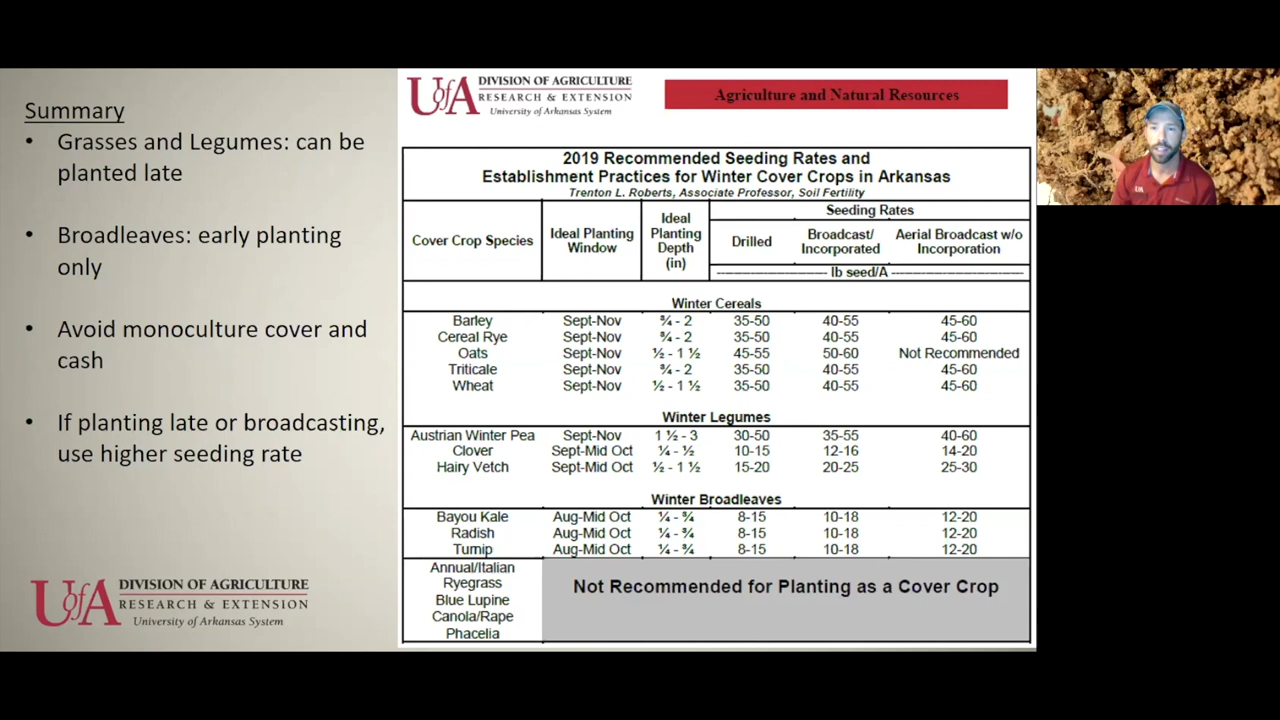 Summary
• Grasses and Legumes: can be
planted late
• Broadleaves: early planting
only
• Avoid monoculture cover and
cash
• If planting late or broadcasting,
use higher seeding rate
UofA DIVISION OF AGRICULTURE
RESEARCH & EXTENSION
University of Arkansas System
UofA DIVISION OF AGRICULTURE
RESEARCH & EXTENSION
University of Arkansas System
Agriculture and Natural Resources
2019 Recommended Seeding Rates and
Establishment Practices for Winter Cover Crops in Arkansas
Trenton L. Roberts, Associate Professor, Soil Fertility
Cover Crop Species
Ideal Planting
Window
Ideal
Planting
Depth
(in)
Seeding Rates
Drilled
Broadcast/
Incorporated
Aerial Broadcast w/o
Incorporation
lb seed/A
Winter Cereals
Barley Sept-Nov ¾ - 2 35-50 40-55 45-60
Cereal Rye Sept-Nov ¾ - 2 35-50 40-55 45-60
Oats Sept-Nov ½ - 1 ½ 45-55 50-60 Not Recommended
Triticale Sept-Nov ¾ - 2 35-50 40-55 45-60
Wheat Sept-Nov ½ - 1 ½ 35-50 40-55 45-60
Winter Legumes
Austrian Winter Pea Sept-Nov 1 ½ - 3 30-50 35-55 40-60
Clover Sept-Mid Oct ¼ - ½ 10-15 12-16 14-20
Hairy Vetch Sept-Mid Oct ½ - 1 ½ 15-20 20-25 25-30
Winter Broadleaves
Bayou Kale Aug-Mid Oct ¼ - ¾ 8-15 10-18 12-20
Radish Aug-Mid Oct ¼ - ¾ 8-15 10-18 12-20
Turnip Aug-Mid Oct ¼ - ¾ 8-15 10-18 12-20
Annual/Italian
Ryegrass
Blue Lupine
Canola/Rape
Phacelia
Not Recommended for Planting as a Cover Crop
UA